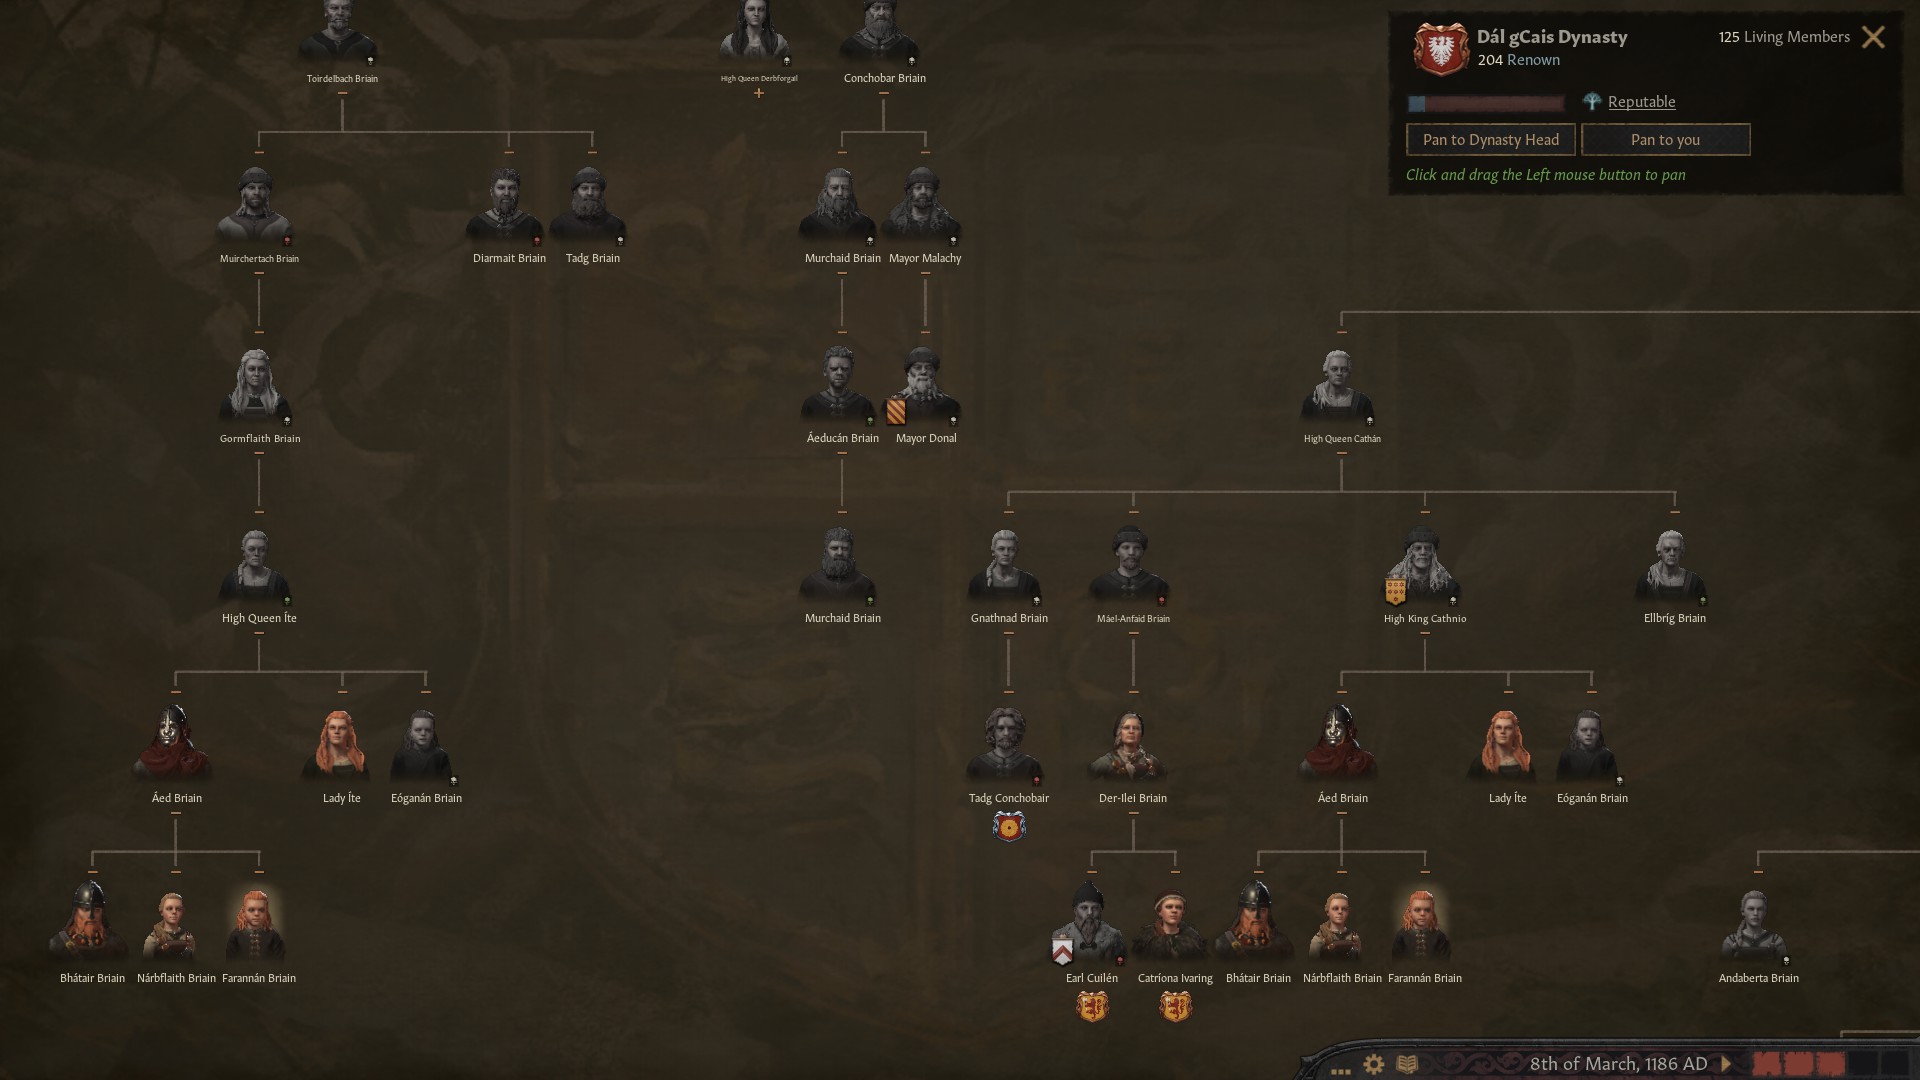 Dál gCais Dynasty
125 Living Members
204 Renown
Reputable
Pan to Dynasty Head
Pan to you
Click and drag the Left mouse button to pan
Toirdelbach Briain
High Queen Derbforgail
Conchobar Briain
Muirchertach Briain
Diarmait Briain
Tadg Briain
Murchaid Briain
Mayor Malachy
Gormflaith Briain
Áeducán Briain
Mayor Donal
High Queen Cathán
High Queen Íte
Murchaid Briain
Gnathnad Briain
Máel-Anfaid Briain
High King Cathnio
Ellbríg Briain
Áed Briain
Lady Íte
Eóganán Briain
Tadg Conchobair
Der-Ilei Briain
Áed Briain
Lady Íte
Eóganán Briain
Bhátair Briain
Nárbflaith Briain
Farannán Briain
Earl Cuilén
Catríona Ivaring
Bhátair Briain
Nárbflaith Briain
Farannán Briain
Andaberta Briain
... 8th of March, 1186 AD